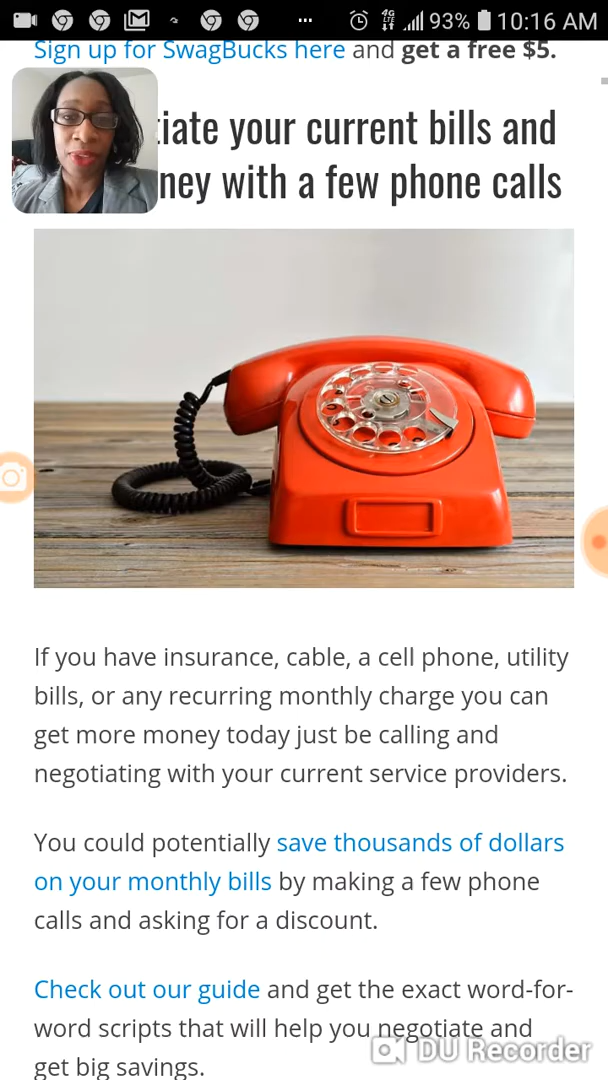 93% 10:16 AM
Sign up for SwagBucks here and get a free $5.
tiate your current bills and
ney with a few phone calls
If you have insurance, cable, a cell phone, utility
bills, or any recurring monthly charge you can
get more money today just be calling and
negotiating with your current service providers.
You could potentially save thousands of dollars
on your monthly bills by making a few phone
calls and asking for a discount.
Check out our guide and get the exact word-for-
word scripts that will help you negotiate and
get big savings.
DU Recorder